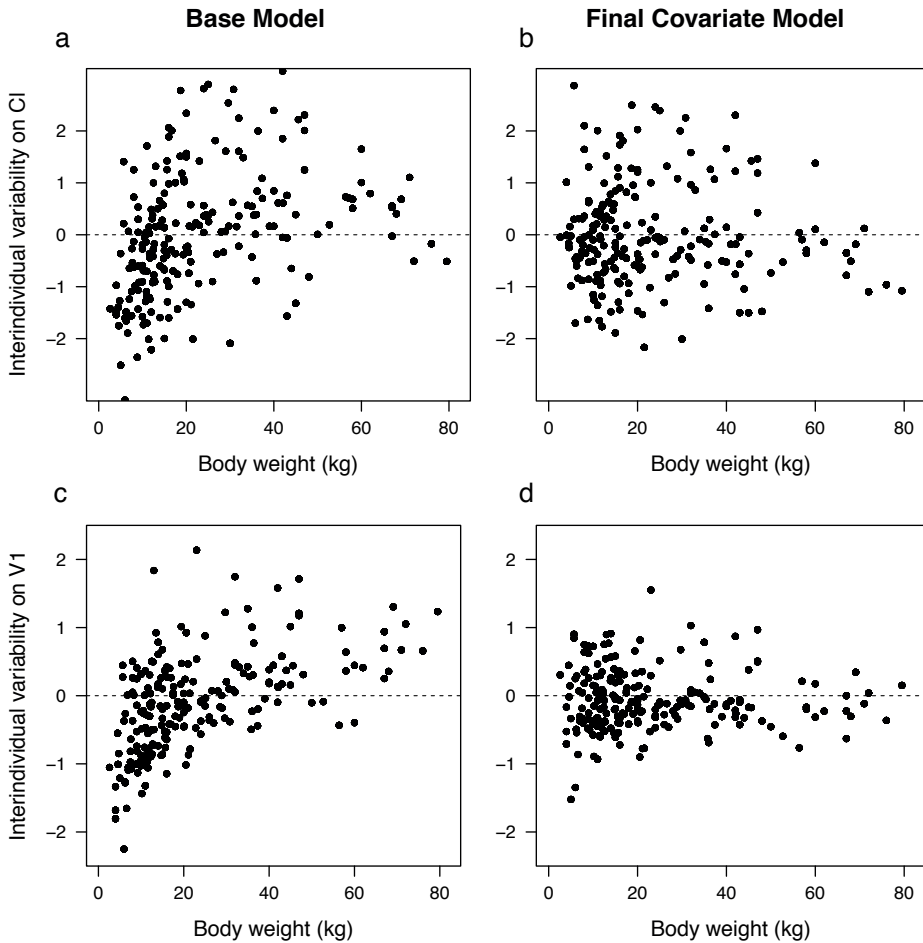 Base Model
Final Covariate Model
a
b
Interindividual variability on Cl
2
1
0
−1
−2
2
1
0
−1
−2
0 20 40 60 80
0 20 40 60 80
Body weight (kg)
Body weight (kg)
c
d
Interindividual variability on V1
2
1
0
−1
−2
2
1
0
−1
−2
0 20 40 60 80
0 20 40 60 80
Body weight (kg)
Body weight (kg)